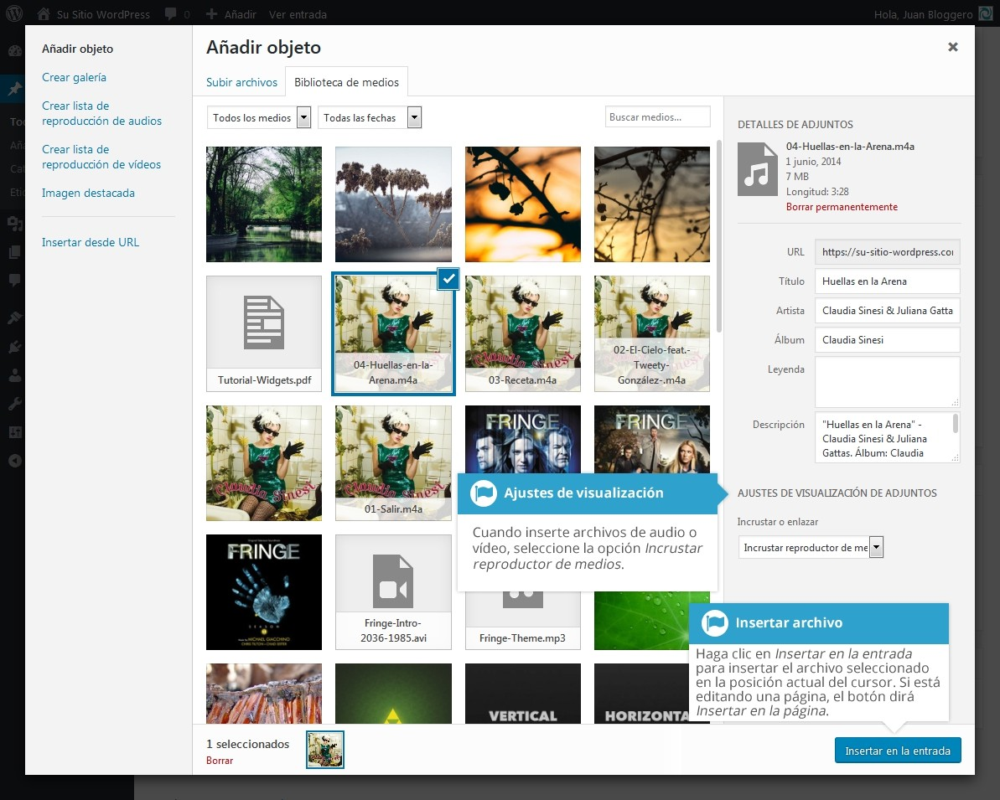 Su Sitio WordPress
0
Añadir
Ver entrada
Hola, Juan Bloggero
Añadir objeto
Crear galería
Crear lista de
reproducción de audios
Crear lista de
reproducción de vídeos
Imagen destacada
Insertar desde URL
Añadir objeto
Subir archivos
Biblioteca de medios
Todos los medios
Todas las fechas
Buscar medios...
Tutorial-Widgets.pdf
04-Huellas-en-la-
Arena.m4a
03-Receta.m4a
02-El-Cielo-feat.-
Tweety-
González-.m4a
Claudia Sinesi
01-Salir.m4a
FRINGE
FRINGE
FRINGE
SEASON
MICHAEL GIACCHINO
CHRIS TILTON • CHAD SEITER
Fringe-Intro-
2036-1985.avi
Fringe-Theme.mp3
VERTICAL
HORIZONTA
DETALLES DE ADJUNTOS
04-Huellas-en-la-Arena.m4a
1 junio, 2014
7 MB
Longitud: 3:28
Borrar permanentemente
URL
https://su-sitio-wordpress.co
Título
Huellas en la Arena
Artista
Claudia Sinesi & Juliana Gatta
Álbum
Claudia Sinesi
Leyenda
Descripción
"Huellas en la Arena" -
Claudia Sinesi & Juliana
Gattas. Álbum: Claudia
AJUSTES DE VISUALIZACIÓN DE ADJUNTOS
Incrustar o enlazar
Incrustar reproductor de me
Ajustes de visualización
Cuando inserte archivos de audio o
vídeo, seleccione la opción Incrustar
reproductor de medios.
Insertar archivo
Haga clic en Insertar en la entrada
para insertar el archivo seleccionado
en la posición actual del cursor. Si está
editando una página, el botón dirá
Insertar en la página.
1 seleccionados
Borrar
Insertar en la entrada